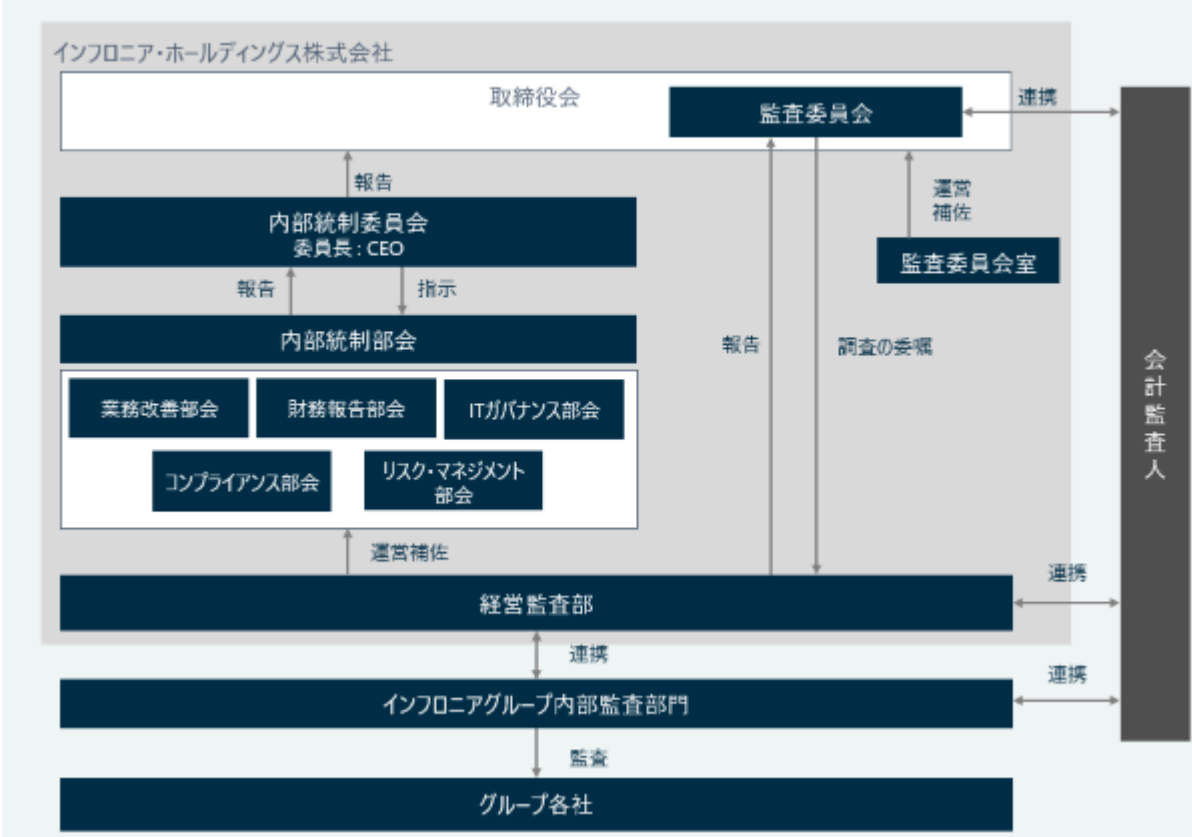 インフロニア・ホールディングス株式会社
取締役会
監査委員会
連携
報告
運営
補佐
内部統制委員会
委員長：CEO
監査委員会室
報告
指示
内部統制部会
報告
調査の委嘱
業務改善部会
財務報告部会
ITガバナンス部会
コンプライアンス部会
リスク・マネジメント
部会
会計監査人
運営補佐
経営監査部
連携
連携
インフロニアグループ内部監査部門
連携
監査
グループ各社